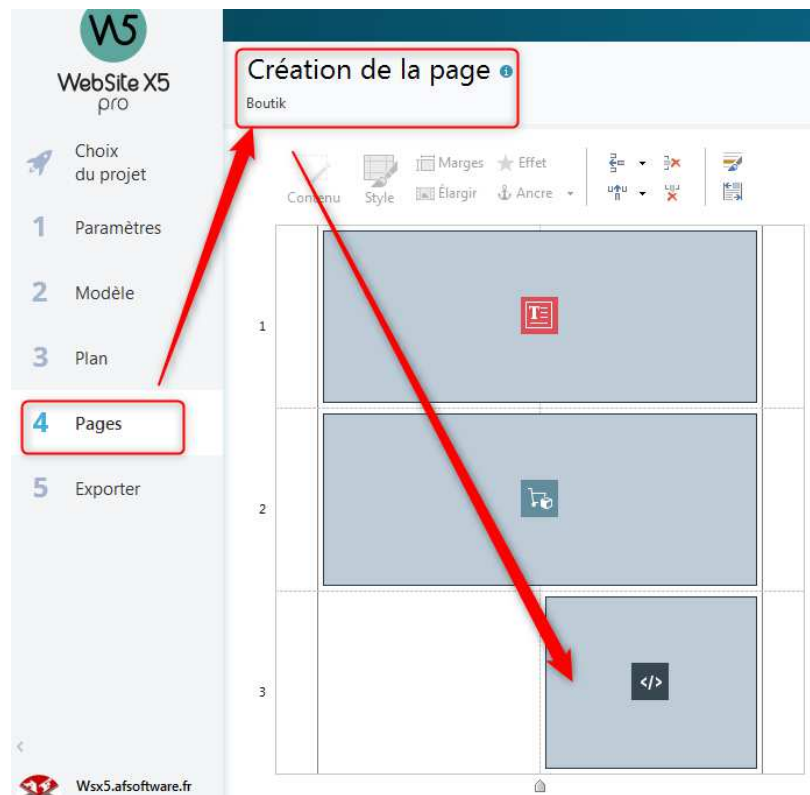 W5
WebSite X5
pro
Choix
du projet
1 Paramètres
2 Modèle
3 Plan
4 Pages
5 Exporter
Wsx5.afsoftware.fr
Création de la page
Boutik
Contenu
Style
Marges
Effet
Élargir
Ancre
1
2
3